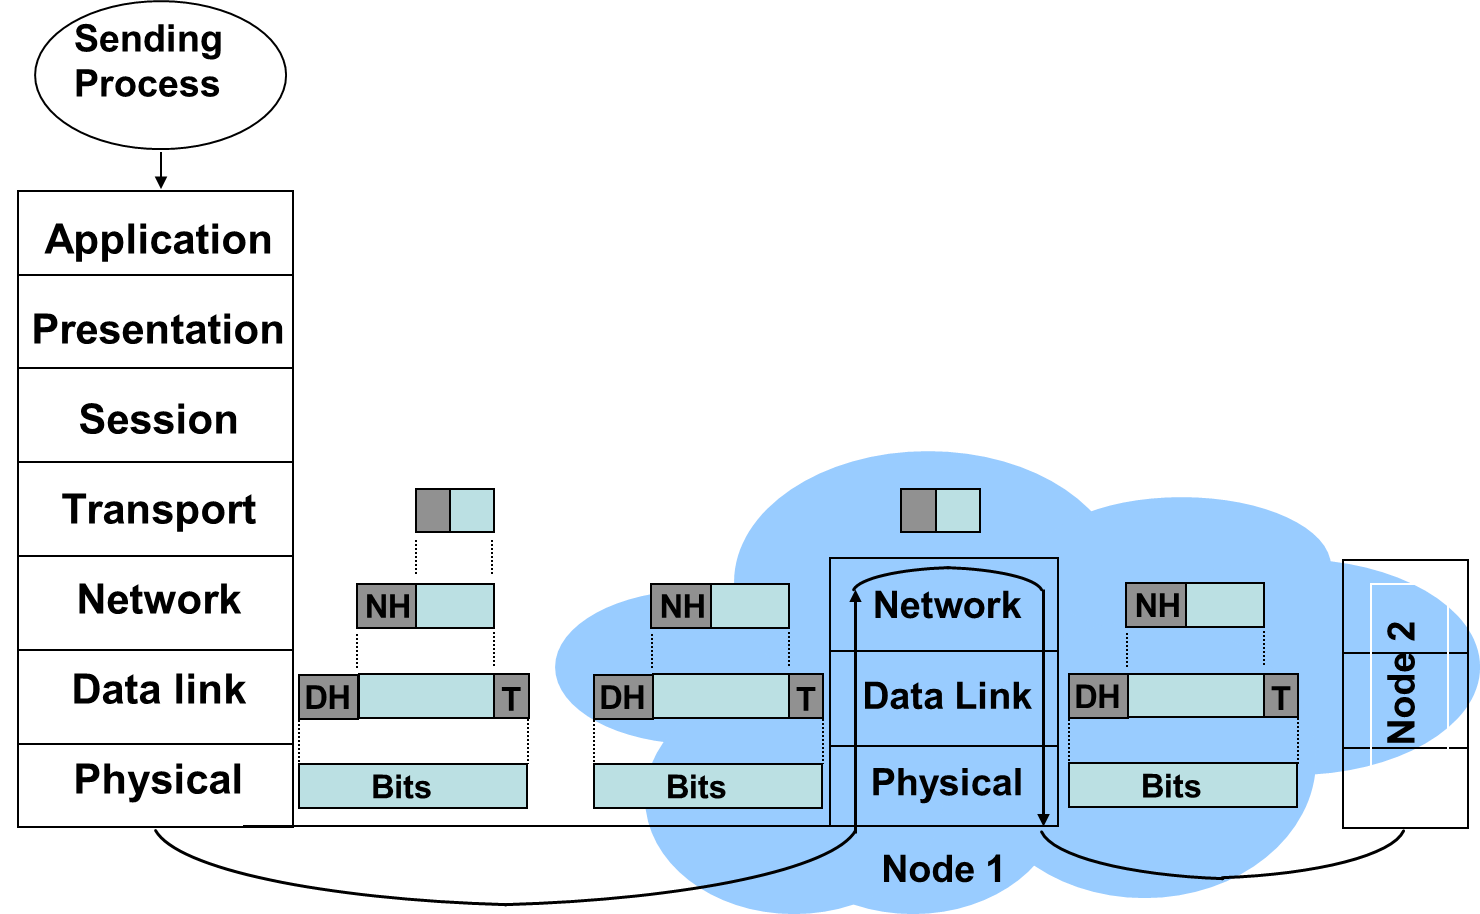 Sending
Process
Application
Presentation
Session
Transport
Network
Data link
Physical
NH
DH
T
Bits
NH
DH
T
Bits
Network
Data Link
Physical
Node 1
NH
DH
T
Bits
Node 2